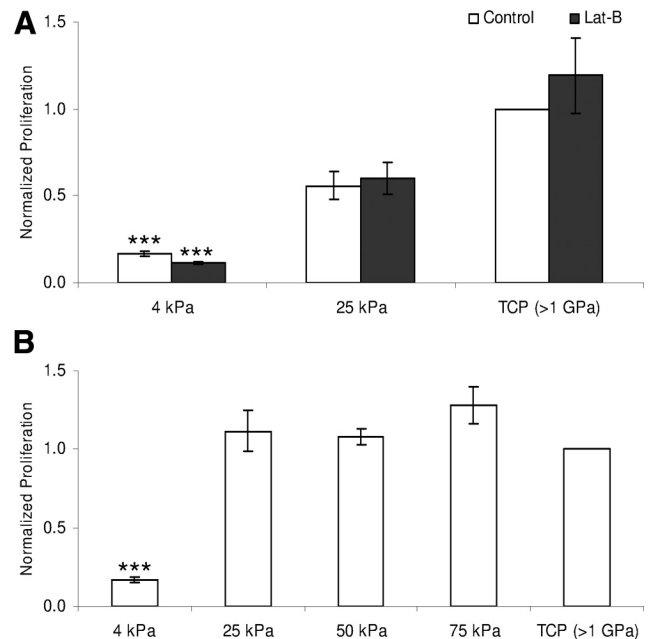 A
Control Lat-B
Normalized Proliferation
1.5
1.0
0.5
0.0
*** ***
4 kPa 25 kPa TCP (>1 GPa)
B
Normalized Proliferation
1.5
1.0
0.5
0.0
***
4 kPa 25 kPa 50 kPa 75 kPa TCP (>1 GPa)